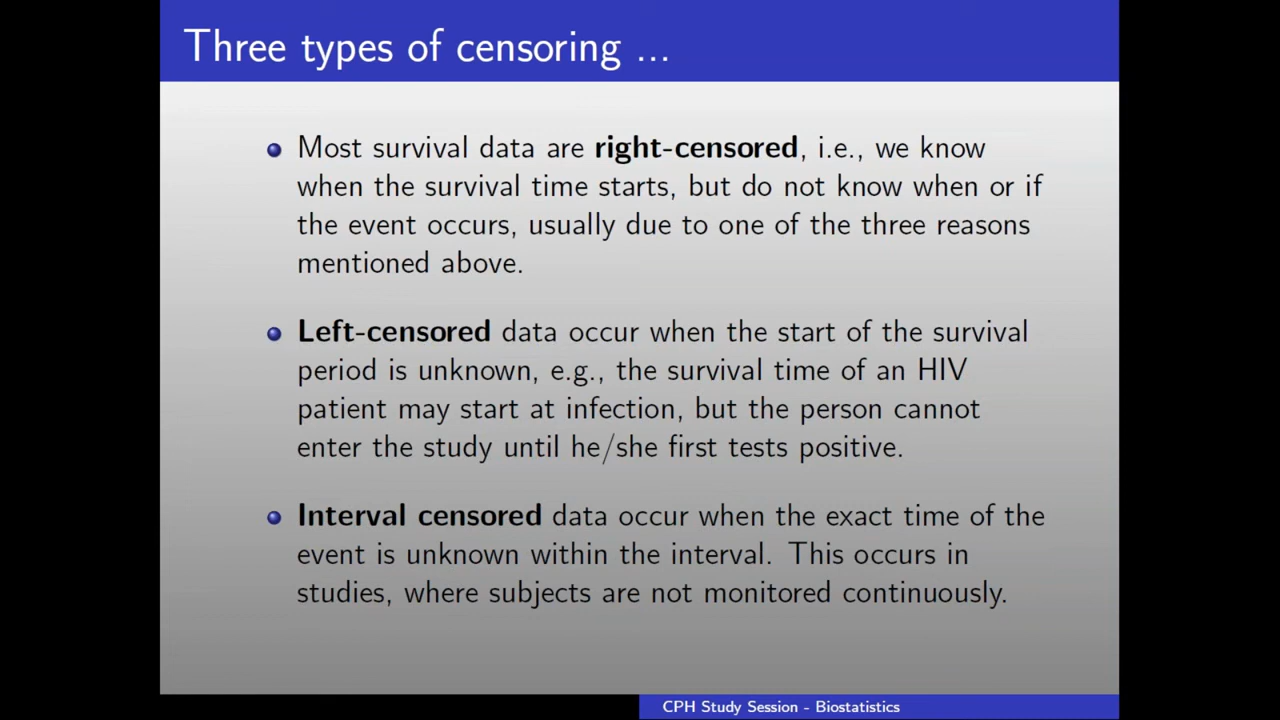 Three types of censoring ...
Most survival data are right-censored, i.e., we know
when the survival time starts, but do not know when or if
the event occurs, usually due to one of the three reasons
mentioned above.
Left-censored data occur when the start of the survival
period is unknown, e.g., the survival time of an HIV
patient may start at infection, but the person cannot
enter the study until he/she first tests positive.
Interval censored data occur when the exact time of the
event is unknown within the interval. This occurs in
studies, where subjects are not monitored continuously.
CPH Study Session - Biostatistics